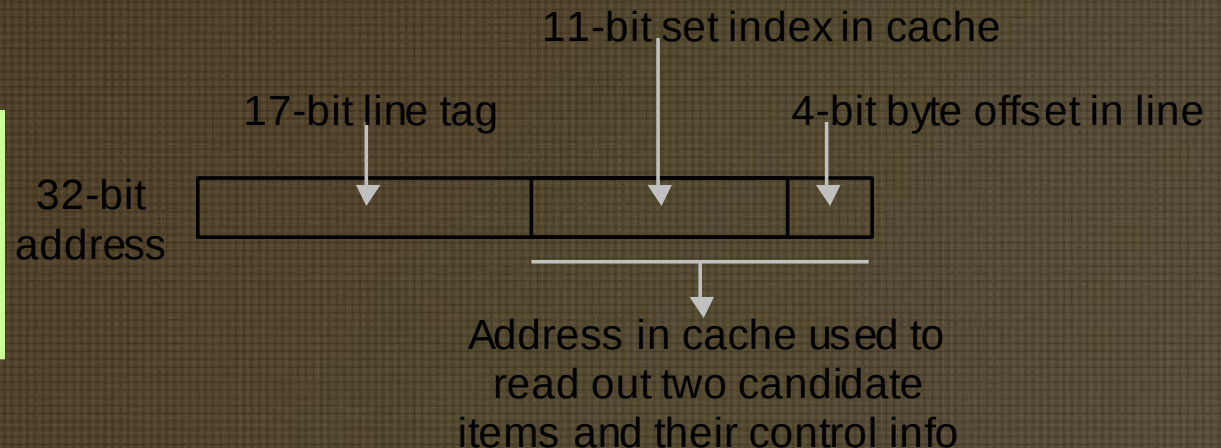 11-bit set index in cache
17-bit line tag
4-bit byte offset in line
32-bit
address
Address in cache used to
read out two candidate
items and their control info